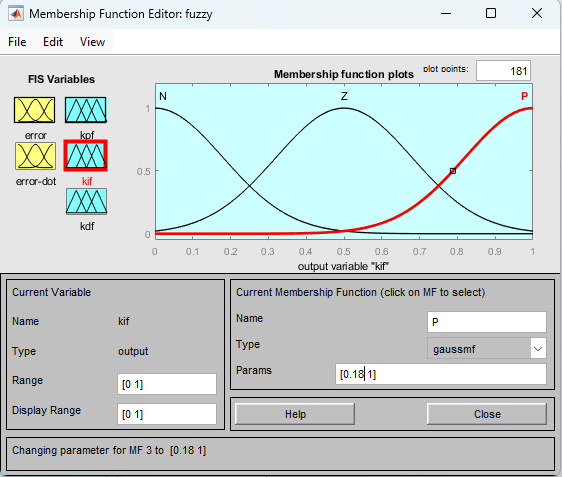 Membership Function Editor: fuzzy
File Edit View
FIS Variables
error kpf
error-dot kif
kdf
Membership function plots
plot points: 181
N Z P
1
0.5
0
0 0.1 0.2 0.3 0.4 0.5 0.6 0.7 0.8 0.9 1
output variable "kif"
Current Variable
Name kif
Type output
Range [0 1]
Display Range [0 1]
Current Membership Function (click on MF to select)
Name P
Type gaussmf
Params [0.18 1]
Help Close
Changing parameter for MF 3 to [0.18 1]